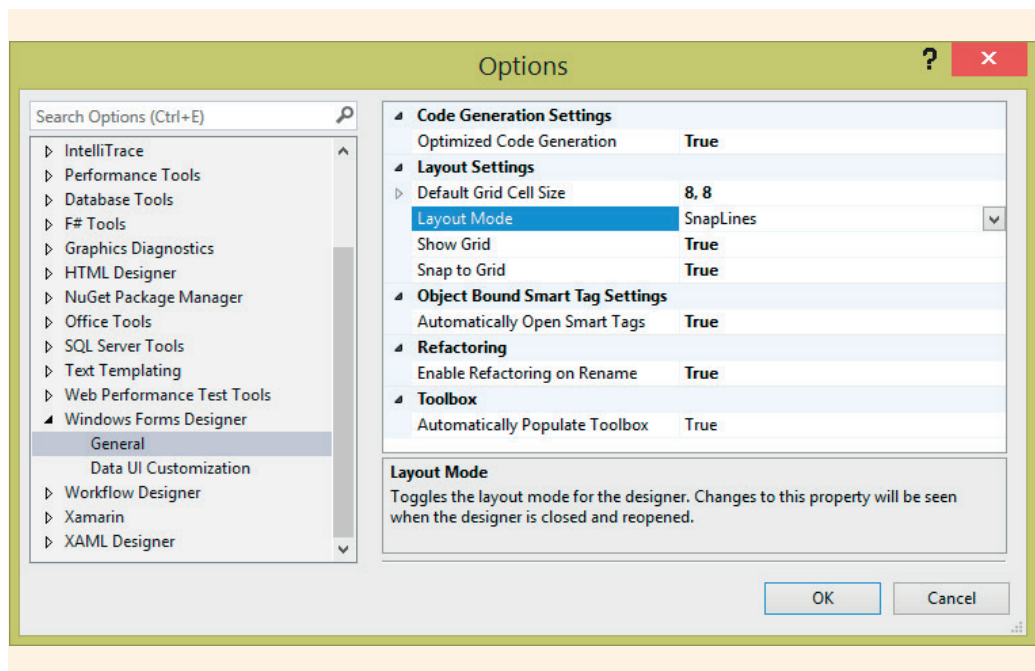 Options
?
Search Options (Ctrl+E)
IntelliTrace
Performance Tools
Database Tools
F# Tools
Graphics Diagnostics
HTML Designer
NuGet Package Manager
Office Tools
SQL Server Tools
Text Templating
Web Performance Test Tools
Windows Forms Designer
General
Data UI Customization
Workflow Designer
Xamarin
XAML Designer
Code Generation Settings
Optimized Code Generation True
Layout Settings
Default Grid Cell Size 8, 8
Layout Mode SnapLines
Show Grid True
Snap to Grid True
Object Bound Smart Tag Settings
Automatically Open Smart Tags True
Refactoring
Enable Refactoring on Rename True
Toolbox
Automatically Populate Toolbox True
Layout Mode
Toggles the layout mode for the designer. Changes to this property will be seen
when the designer is closed and reopened.
OK Cancel